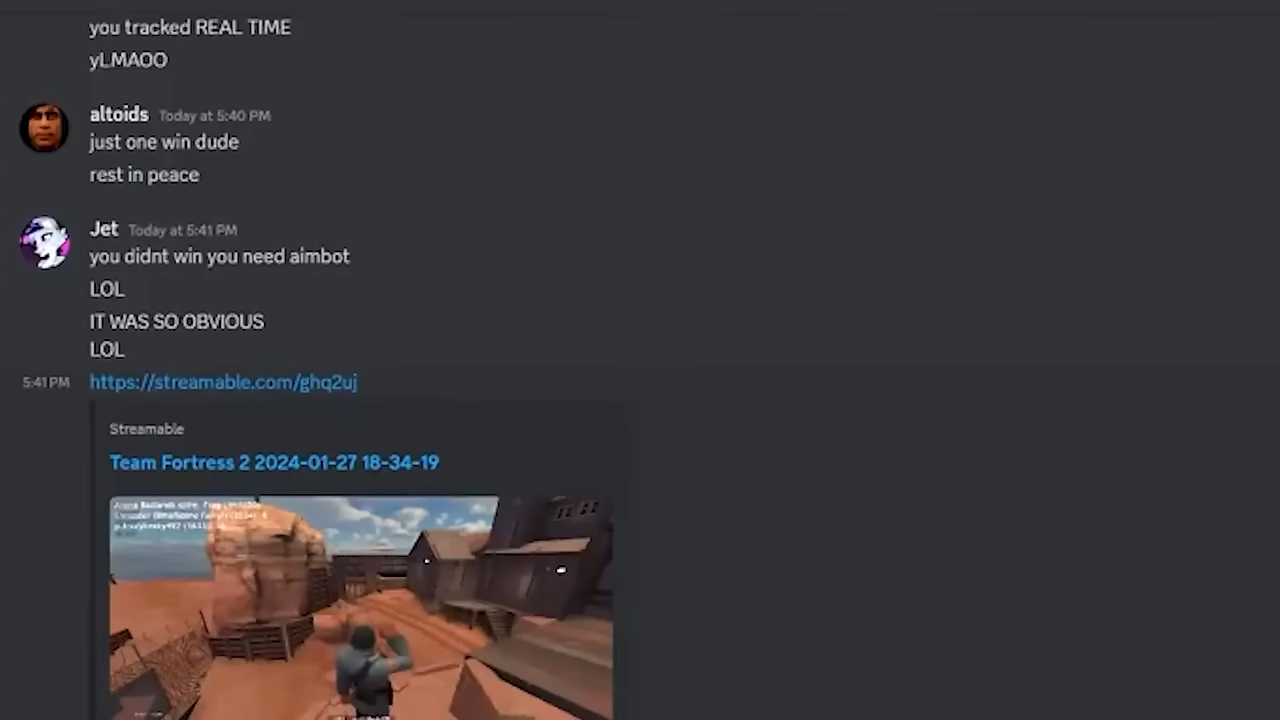 you tracked REAL TIME
yLMAOO
altoids Today at 5:40 PM
just one win dude
rest in peace
Jet Today at 5:41 PM
you didnt win you need aimbot
LOL
IT WAS SO OBVIOUS
LOL
5:41 PM https://streamable.com/ghq2uj
Streamable
Team Fortress 2 2024-01-27 18-34-19